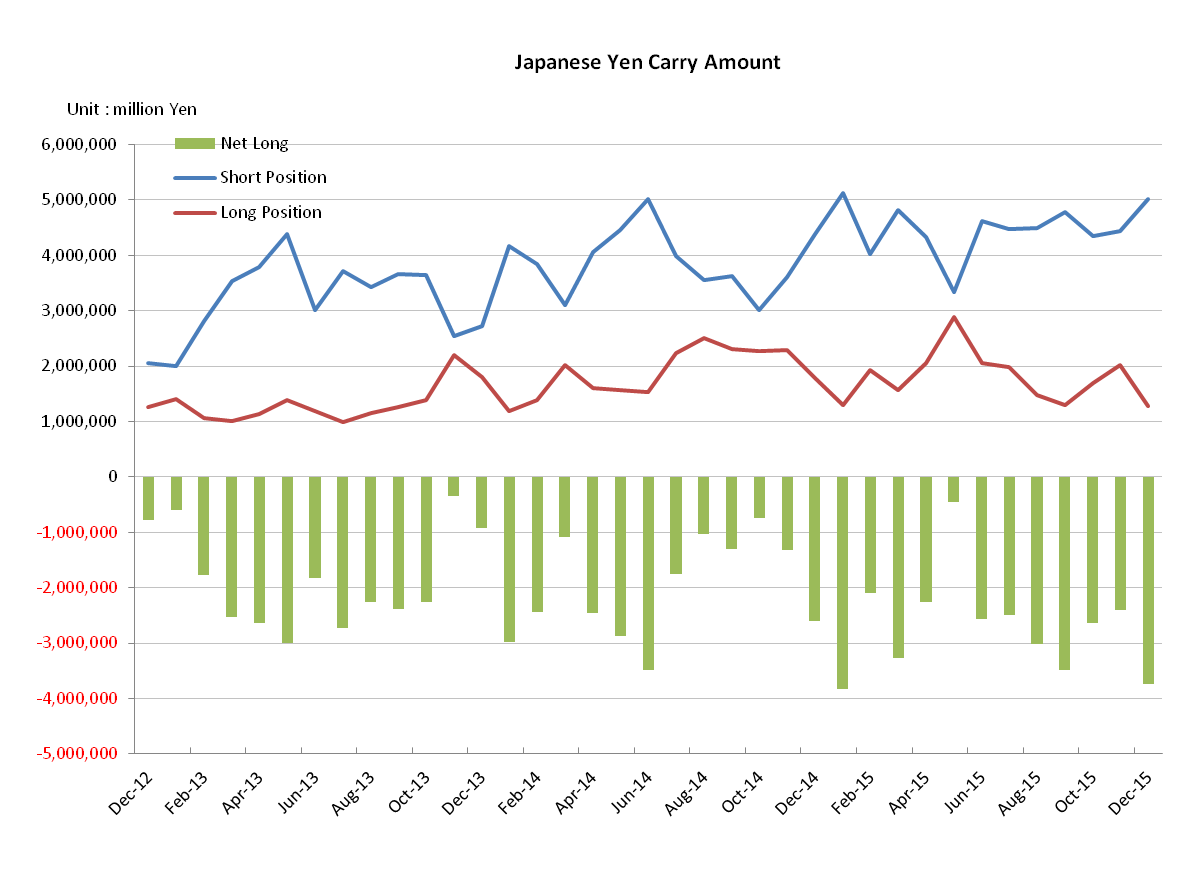 Japanese Yen Carry Amount
Unit : million Yen
Net Long
Short Position
Long Position
6,000,000
5,000,000
4,000,000
3,000,000
2,000,000
1,000,000
0
-1,000,000
-2,000,000
-3,000,000
-4,000,000
-5,000,000
Dec-12
Feb-13
Apr-13
Jun-13
Aug-13
Oct-13
Dec-13
Feb-14
Apr-14
Jun-14
Aug-14
Oct-14
Dec-14
Feb-15
Apr-15
Jun-15
Aug-15
Oct-15
Dec-15